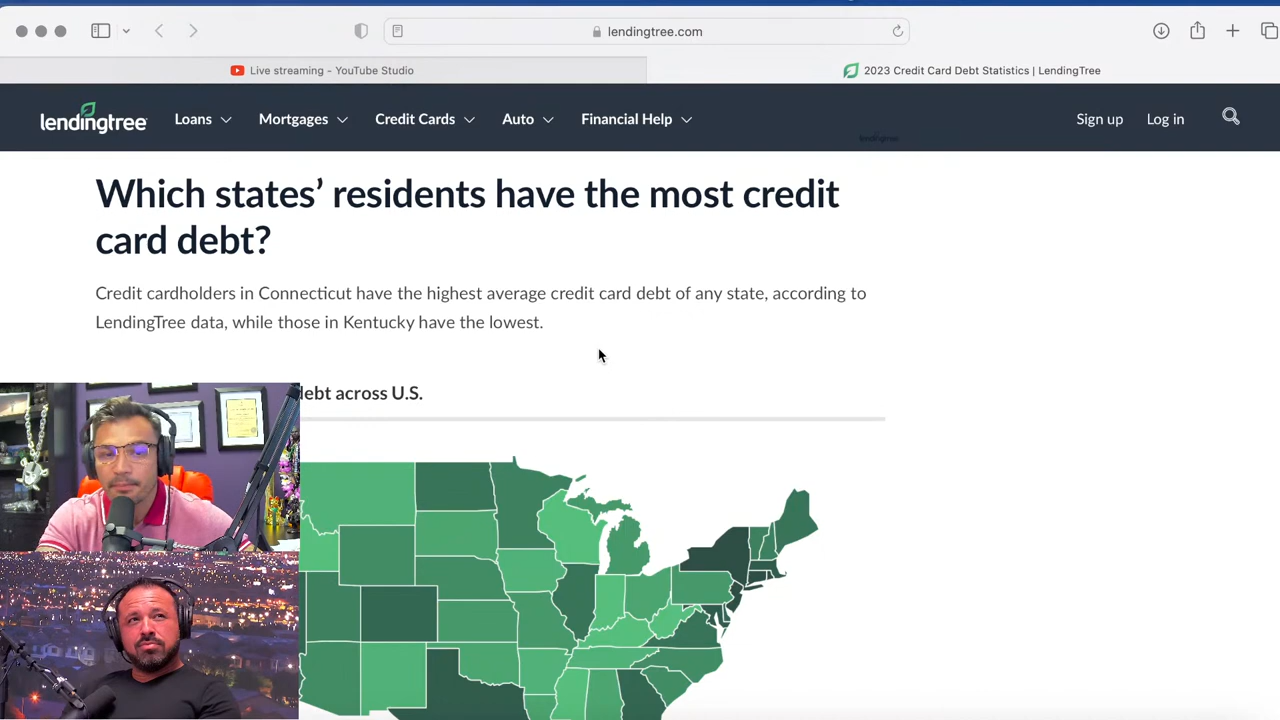 lendingtree.com
Live streaming - YouTube Studio
2023 Credit Card Debt Statistics | LendingTree
lendingtree
Loans
Mortgages
Credit Cards
Auto
Financial Help
Sign up
Log in
lendingtree
Which states’ residents have the most credit
card debt?
Credit cardholders in Connecticut have the highest average credit card debt of any state, according to
LendingTree data, while those in Kentucky have the lowest.
debt across U.S.